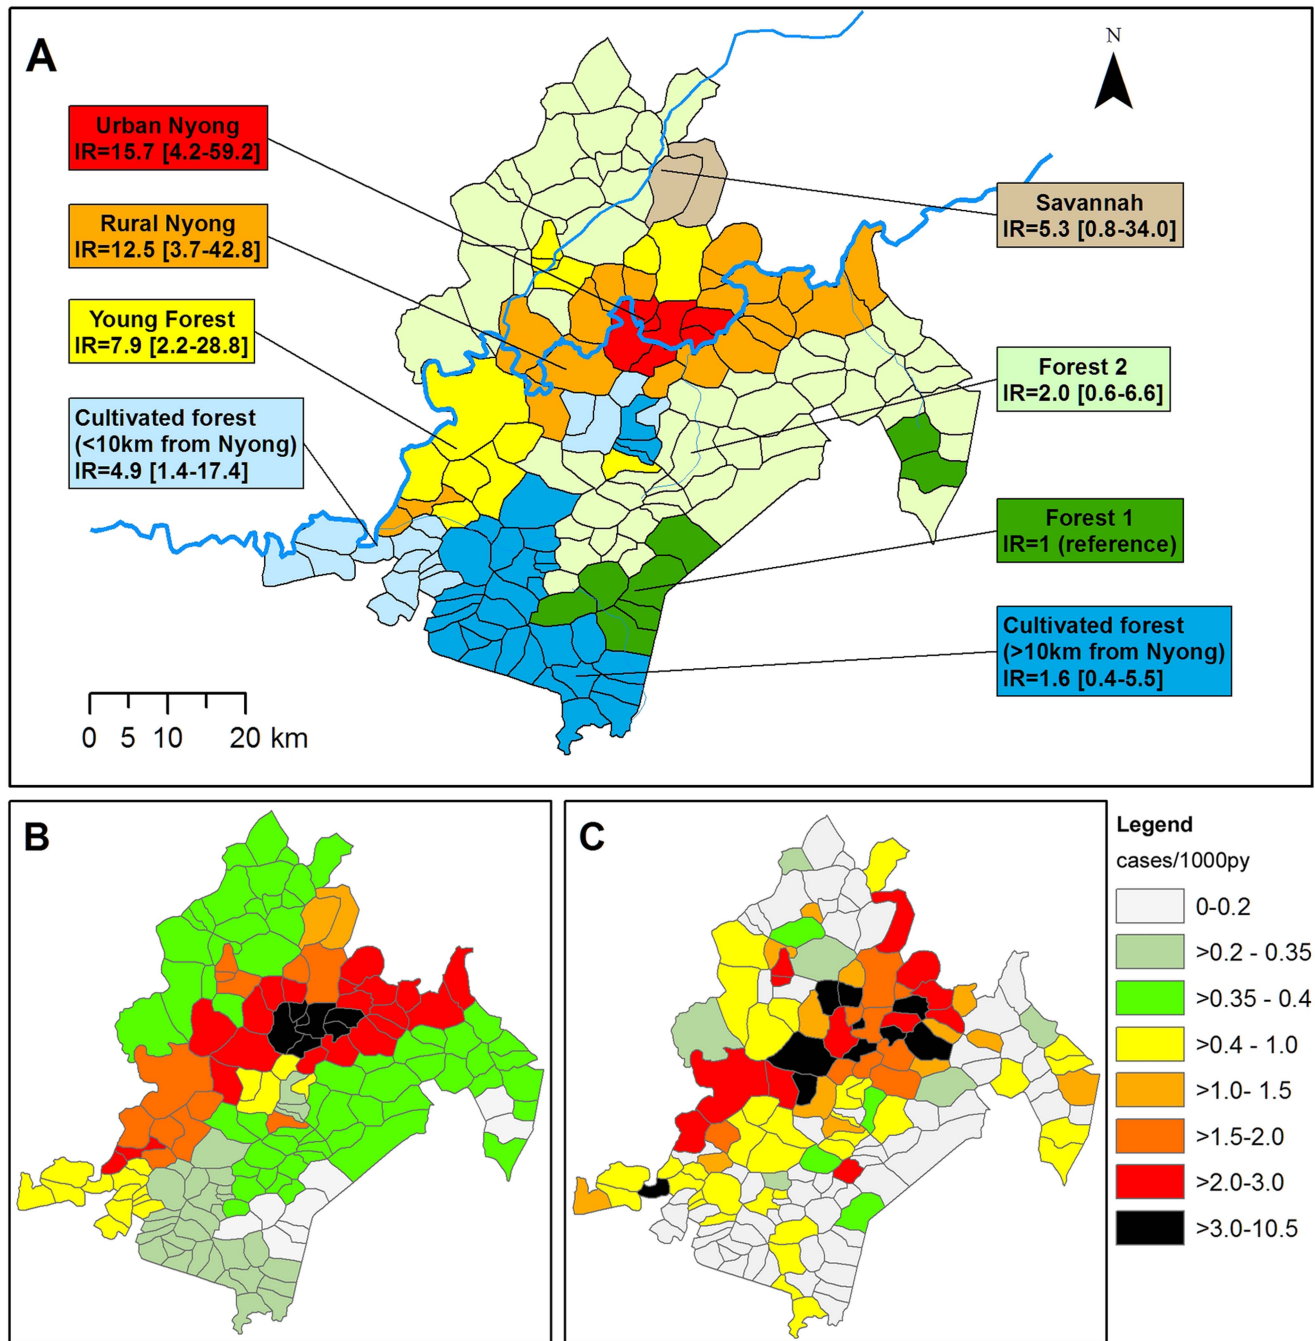 A
N
Urban Nyong
IR=15.7 [4.2-59.2]
Rural Nyong
IR=12.5 [3.7-42.8]
Young Forest
IR=7.9 [2.2-28.8]
Cultivated forest
(<10km from Nyong)
IR=4.9 [1.4-17.4]
Savannah
IR=5.3 [0.8-34.0]
Forest 2
IR=2.0 [0.6-6.6]
Forest 1
IR=1 (reference)
Cultivated forest
(>10km from Nyong)
IR=1.6 [0.4-5.5]
0 5 10 20 km
B
C
Legend
cases/1000py
0-0.2
>0.2 - 0.35
>0.35 - 0.4
>0.4 - 1.0
>1.0- 1.5
>1.5-2.0
>2.0-3.0
>3.0-10.5